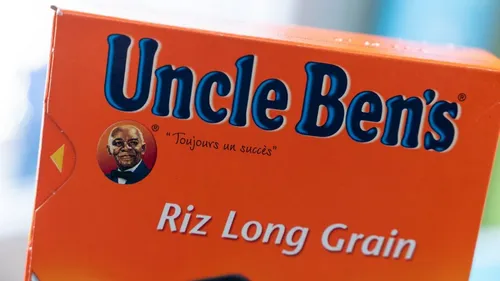 Uncle Ben's®
® "Toujours un succès"
Riz Long Grain